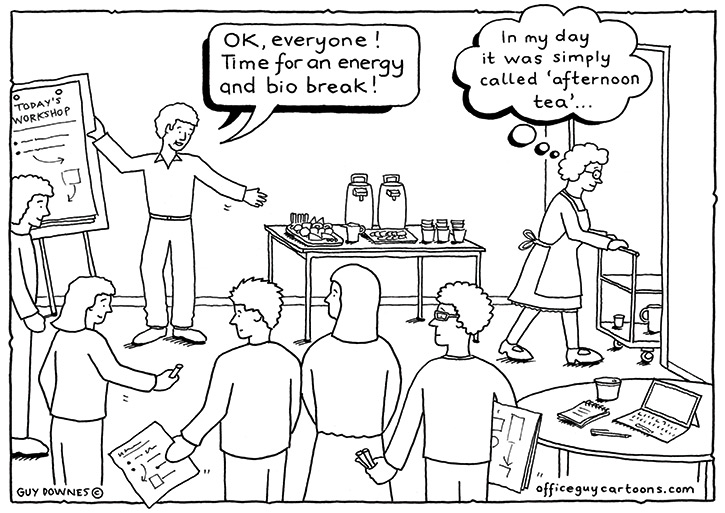 OK, everyone!
Time for an energy
and bio break!
In my day
it was simply
called 'afternoon
tea'...
TODAY'S
WORKSHOP
GUY DOWNES ©
officeguycartoons.com